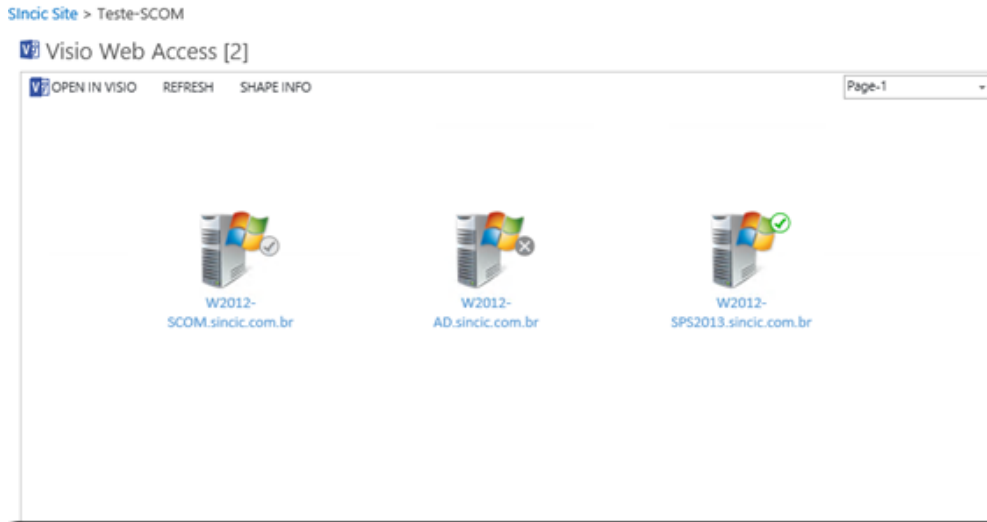 SIncic Site > Teste-SCOM
Visio Web Access [2]
OPEN IN VISIO REFRESH SHAPE INFO Page-1
W2012-
SCOM.sincic.com.br
W2012-
AD.sincic.com.br
W2012-
SPS2013.sincic.com.br